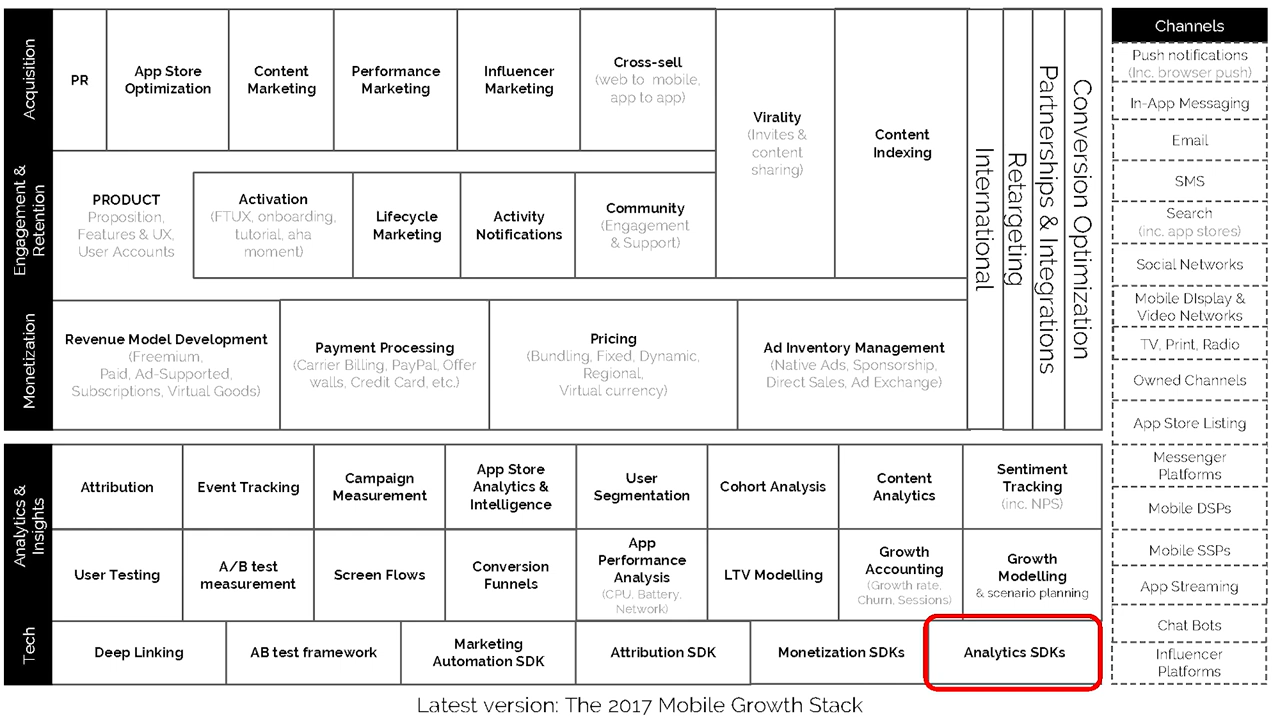 Acquisition
PR
App Store
Optimization
Content
Marketing
Performance
Marketing
Influencer
Marketing
Cross-sell
(web to mobile,
app to app)
Virality
(Invites &
content
sharing)
Content
Indexing
International
Retargeting
Partnerships & Integrations
Conversion Optimization
Engagement &
Retention
PRODUCT
Proposition,
Features & UX,
User Accounts
Activation
(FTUX, onboarding,
tutorial, aha
moment)
Lifecycle
Marketing
Activity
Notifications
Community
(Engagement
& Support)
Monetization
Revenue Model Development
(Freemium,
Paid, Ad-Supported,
Subscriptions, Virtual Goods)
Payment Processing
(Carrier Billing, PayPal, Offer
walls, Credit Card, etc.)
Pricing
(Bundling, Fixed, Dynamic,
Regional,
Virtual currency)
Ad Inventory Management
(Native Ads, Sponsorship,
Direct Sales, Ad Exchange)
Analytics &
Insights
Attribution
Event Tracking
Campaign
Measurement
App Store
Analytics &
Intelligence
User
Segmentation
Cohort Analysis
Content
Analytics
Sentiment
Tracking
(inc. NPS)
User Testing
A/B test
measurement
Screen Flows
Conversion
Funnels
App
Performance
Analysis
(CPU, Battery,
Network)
LTV Modelling
Growth
Accounting
(Growth rate,
Churn, Sessions)
Growth
Modelling
& scenario planning
Tech
Deep Linking
AB test framework
Marketing
Automation SDK
Attribution SDK
Monetization SDKs
Analytics SDKs
Channels
Push notifications
(Inc. browser push)
In-App Messaging
Email
SMS
Search
(inc. app stores)
Social Networks
Mobile DIsplay &
Video Networks
TV, Print, Radio
Owned Channels
App Store Listing
Messenger
Platforms
Mobile DSPs
Mobile SSPs
App Streaming
Chat Bots
Influencer
Platforms
Latest version: The 2017 Mobile Growth Stack